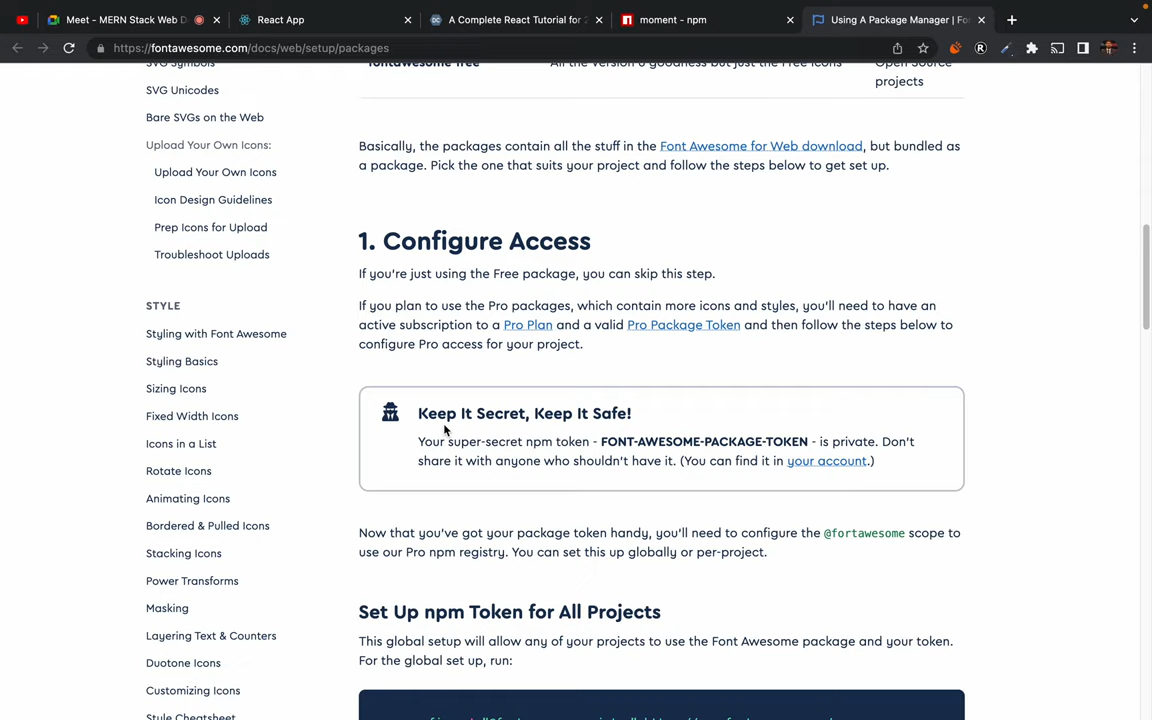 Meet - MERN Stack Web D
React App
A Complete React Tutorial for 2
moment - npm
Using A Package Manager | Fo
https://fontawesome.com/docs/web/setup/packages
SVG Symbols
SVG Unicodes
Bare SVGs on the Web
Upload Your Own Icons:
Upload Your Own Icons
Icon Design Guidelines
Prep Icons for Upload
Troubleshoot Uploads
STYLE
Styling with Font Awesome
Styling Basics
Sizing Icons
Fixed Width Icons
Icons in a List
Rotate Icons
Animating Icons
Bordered & Pulled Icons
Stacking Icons
Power Transforms
Masking
Layering Text & Counters
Duotone Icons
Customizing Icons
Style Cheatsheet
fontawesome-free All the Version 6 goodness but just the Free icons Open Source
projects
Basically, the packages contain all the stuff in the Font Awesome for Web download, but bundled as
a package. Pick the one that suits your project and follow the steps below to get set up.
1. Configure Access
If you're just using the Free package, you can skip this step.
If you plan to use the Pro packages, which contain more icons and styles, you'll need to have an
active subscription to a Pro Plan and a valid Pro Package Token and then follow the steps below to
configure Pro access for your project.
Keep It Secret, Keep It Safe!
Your super-secret npm token - FONT-AWESOME-PACKAGE-TOKEN - is private. Don't
share it with anyone who shouldn't have it. (You can find it in your account.)
Now that you've got your package token handy, you'll need to configure the @fortawesome scope to
use our Pro npm registry. You can set this up globally or per-project.
Set Up npm Token for All Projects
This global setup will allow any of your projects to use the Font Awesome package and your token.
For the global set up, run: